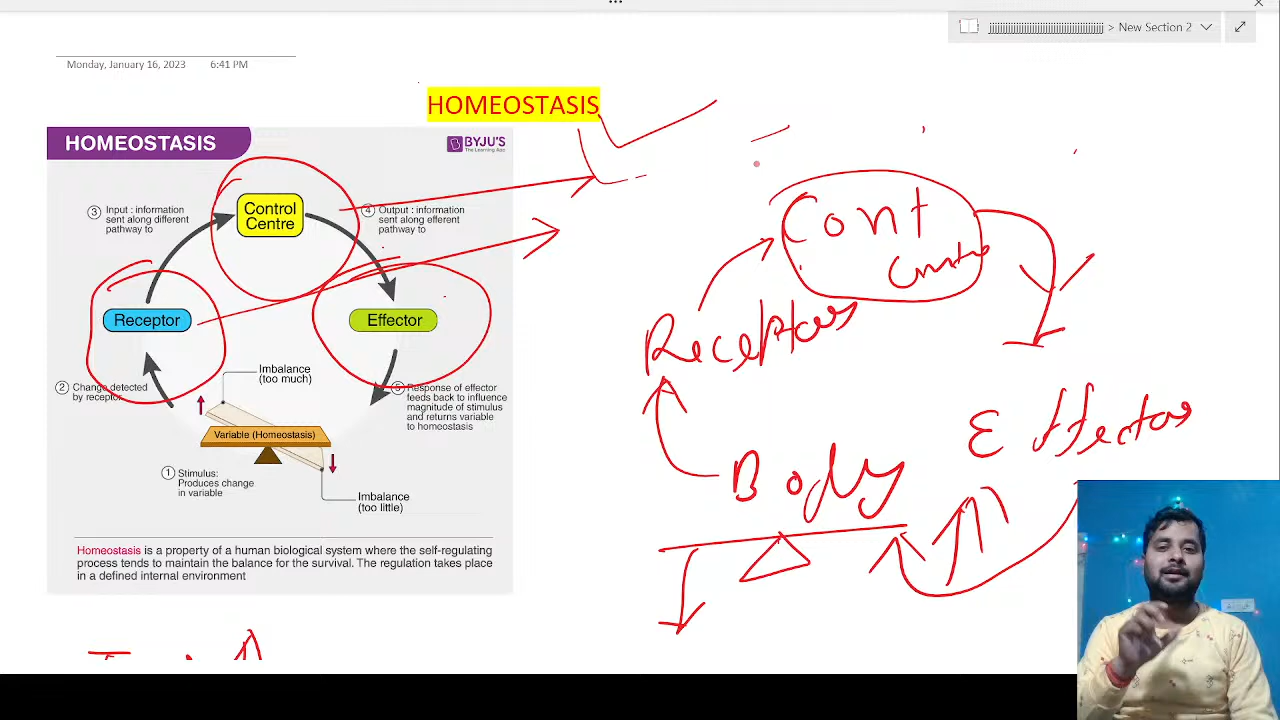 jjjjjjjjjjjjjjjjjjjjjjjjjjjjjjjjjjjjjj > New Section 2
Monday, January 16, 2023 6:41 PM
HOMEOSTASIS
HOMEOSTASIS
BYJU'S
The Learning App
Control
Centre
③ Input : information
sent along different
pathway to
④ Output : information
sent along efferent
pathway to
Receptor
Effector
② Change detected
by receptor
⑤ Response of effector
feeds back to influence
magnitude of stimulus
and returns variable
to homeostasis
Imbalance
(too much)
Variable (Homeostasis)
① Stimulus:
Produces change
in variable
Imbalance
(too little)
Homeostasis is a property of a human biological system where the self-regulating
process tends to maintain the balance for the survival. The regulation takes place
in a defined internal environment
Cont
Receptors
Effector
Body